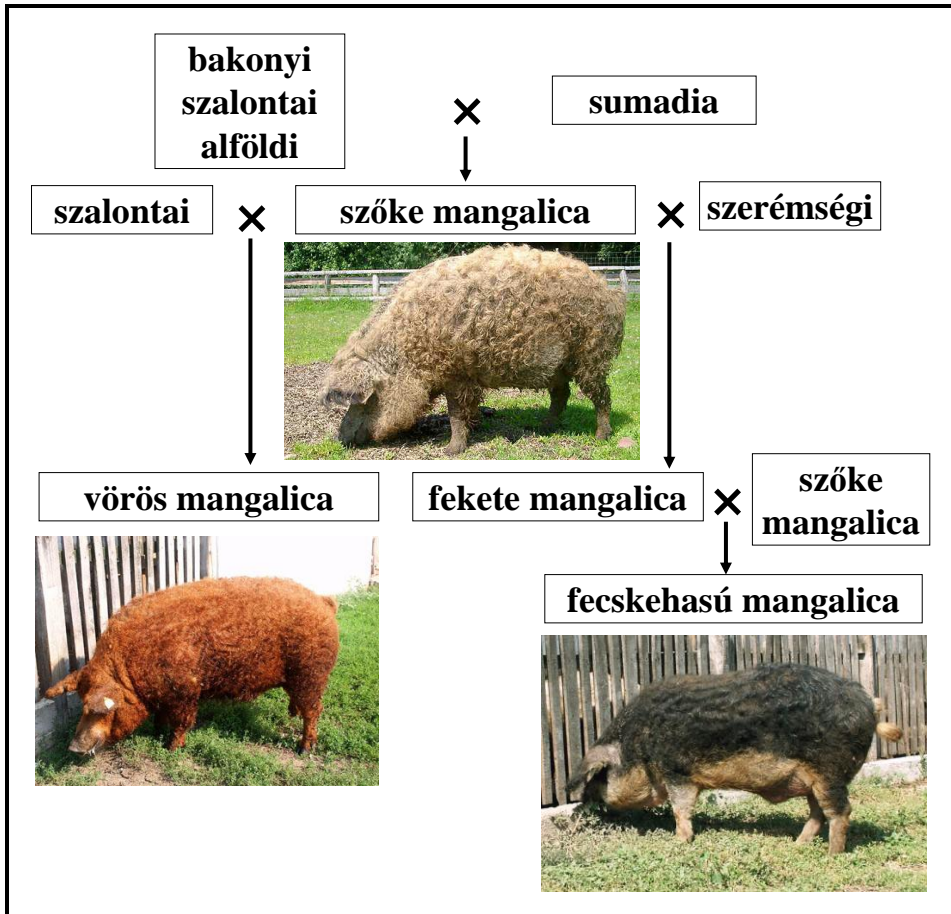 bakonyi
szalontai
alföldi
×
sumadia
szalontai
×
szőke mangalica
×
szerémségi
vörös mangalica
fekete mangalica
×
szőke
mangalica
fecskehasú mangalica